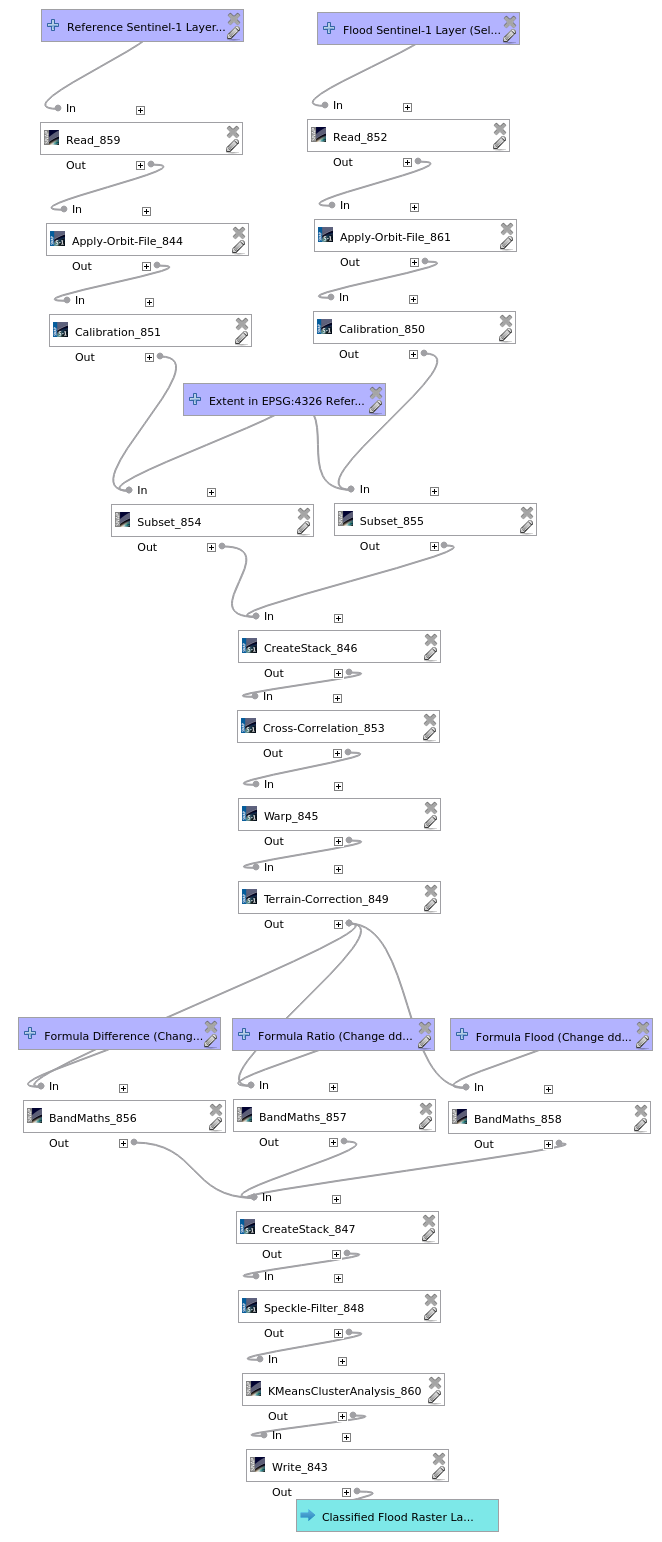 Reference Sentinel-1 Layer...
Flood Sentinel-1 Layer (Sel...
In
In
Read_859
Read_852
Out
Out
In
In
Apply-Orbit-File_844
Apply-Orbit-File_861
Out
Out
In
In
Calibration_851
Calibration_850
Out
Out
Extent in EPSG:4326 Refer...
In
In
Subset_854
Subset_855
Out
Out
In
CreateStack_846
Out
In
Cross-Correlation_853
Out
In
Warp_845
Out
In
Terrain-Correction_849
Out
Formula Difference (Chang...
Formula Ratio (Change dd...
Formula Flood (Change dd...
In
In
In
BandMaths_856
BandMaths_857
BandMaths_858
Out
Out
Out
In
CreateStack_847
Out
In
Speckle-Filter_848
Out
In
KMeansClusterAnalysis_860
Out
In
Write_843
Out
Classified Flood Raster La...